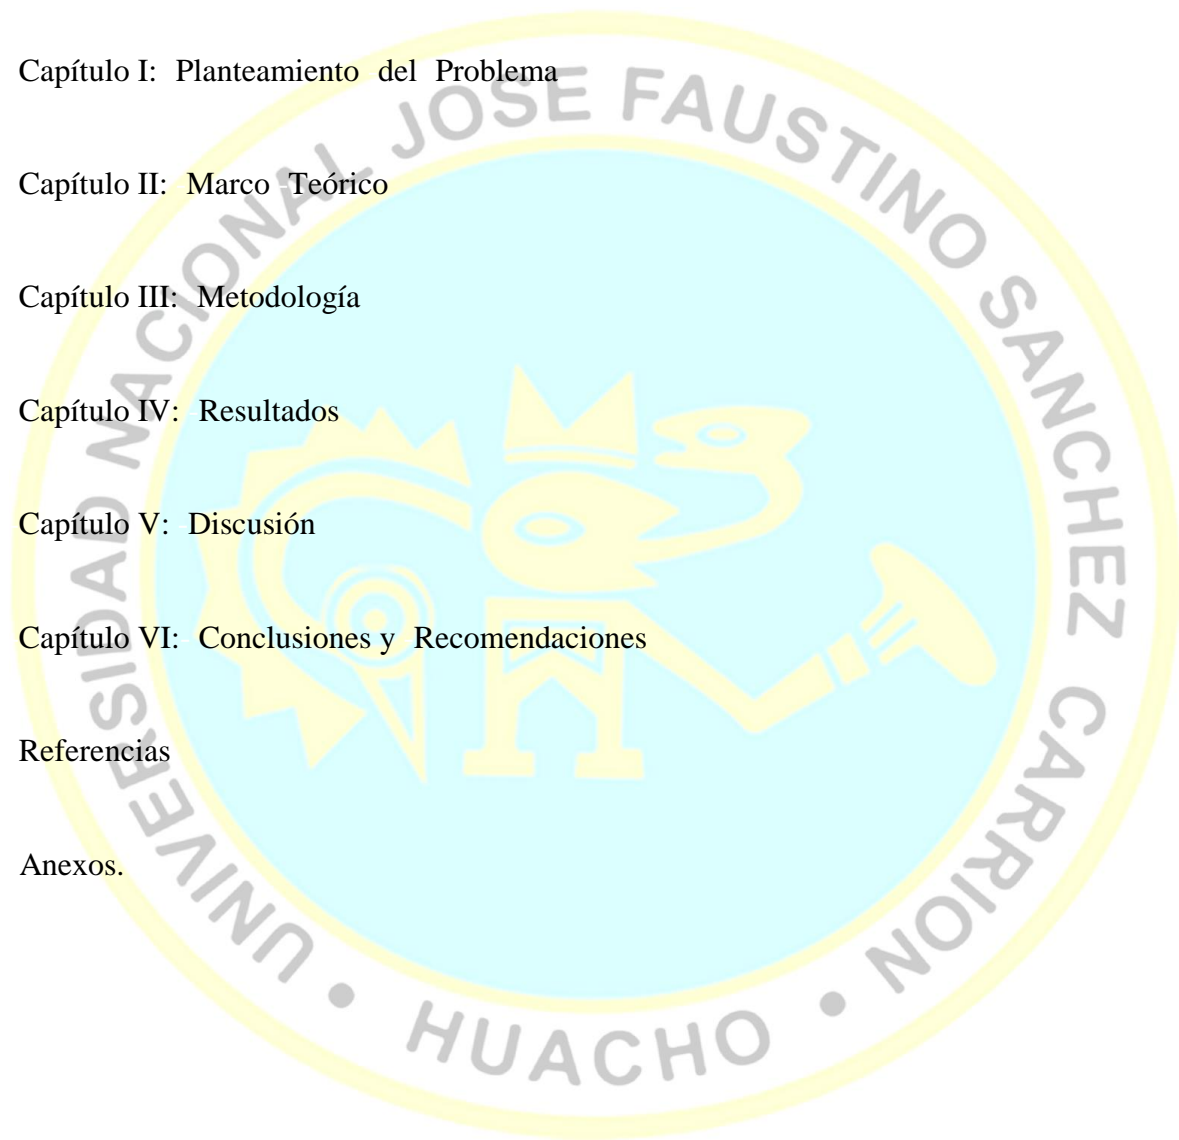 Capítulo I: Planteamiento del Problema
Capítulo II: Marco Teórico
Capítulo III: Metodología
Capítulo IV: Resultados
Capítulo V: Discusión
Capítulo VI: Conclusiones y Recomendaciones
Referencias
Anexos.
UNIVERSIDAD NACIONAL JOSE FAUSTINO SANCHEZ CARRION • HUACHO •